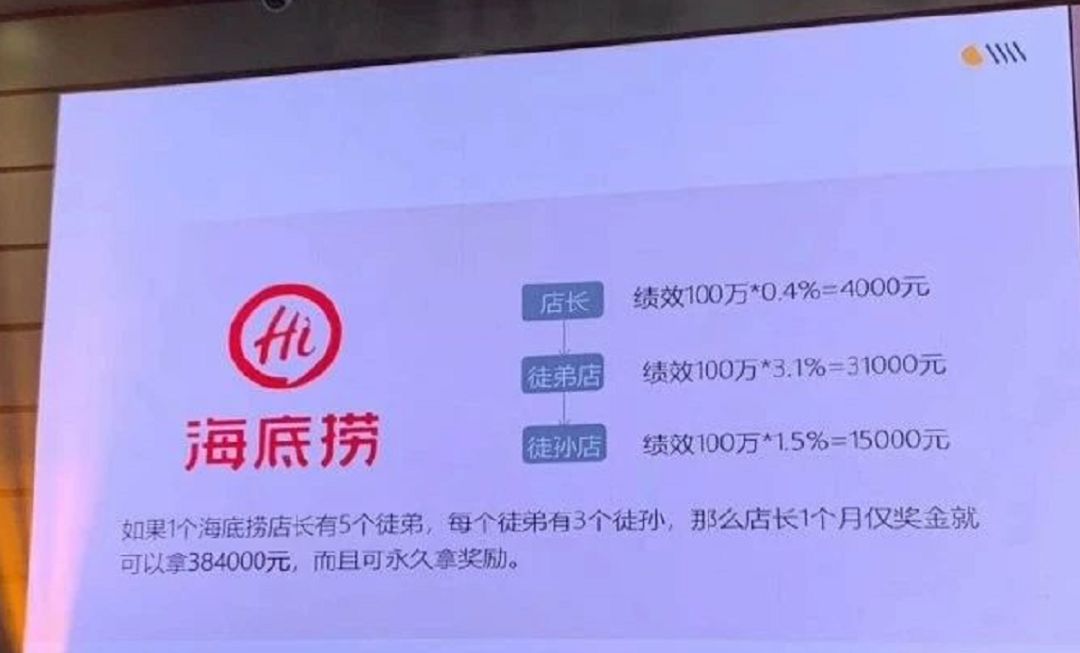 Hi
海底捞
店长 绩效100万*0.4%=4000元
徒弟店 绩效100万*3.1%=31000元
徒孙店 绩效100万*1.5%=15000元
如果1个海底捞店长有5个徒弟，每个徒弟有3个徒孙，那么店长1个月仅奖金就
可以拿384000元，而且可永久拿奖励。